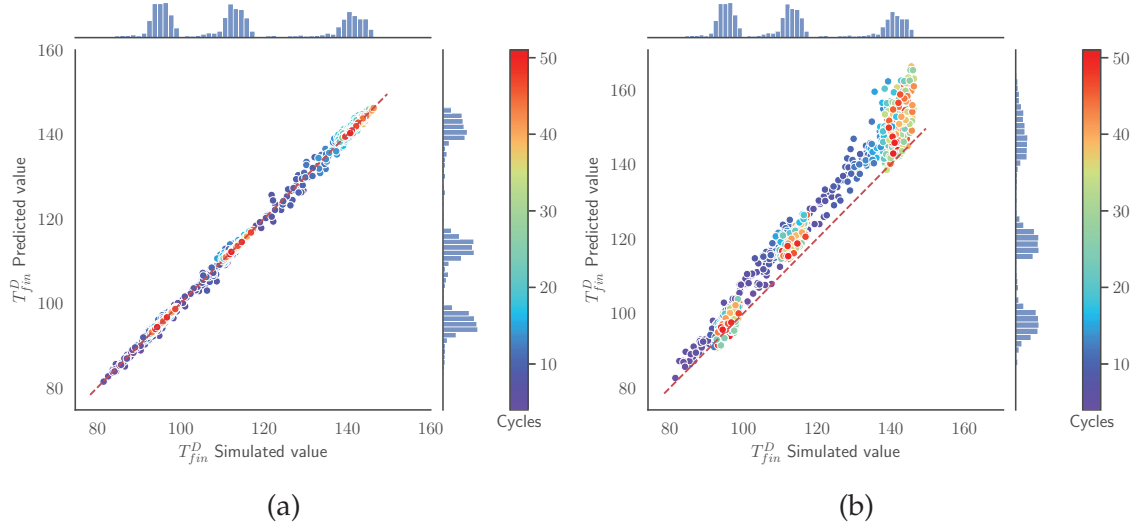 160
140
120
100
80
T^D_fin Predicted value
80 100 120 140 160
T^D_fin Simulated value
50
40
30
20
10
Cycles
(a)
160
140
120
100
80
T^D_fin Predicted value
80 100 120 140 160
T^D_fin Simulated value
50
40
30
20
10
Cycles
(b)